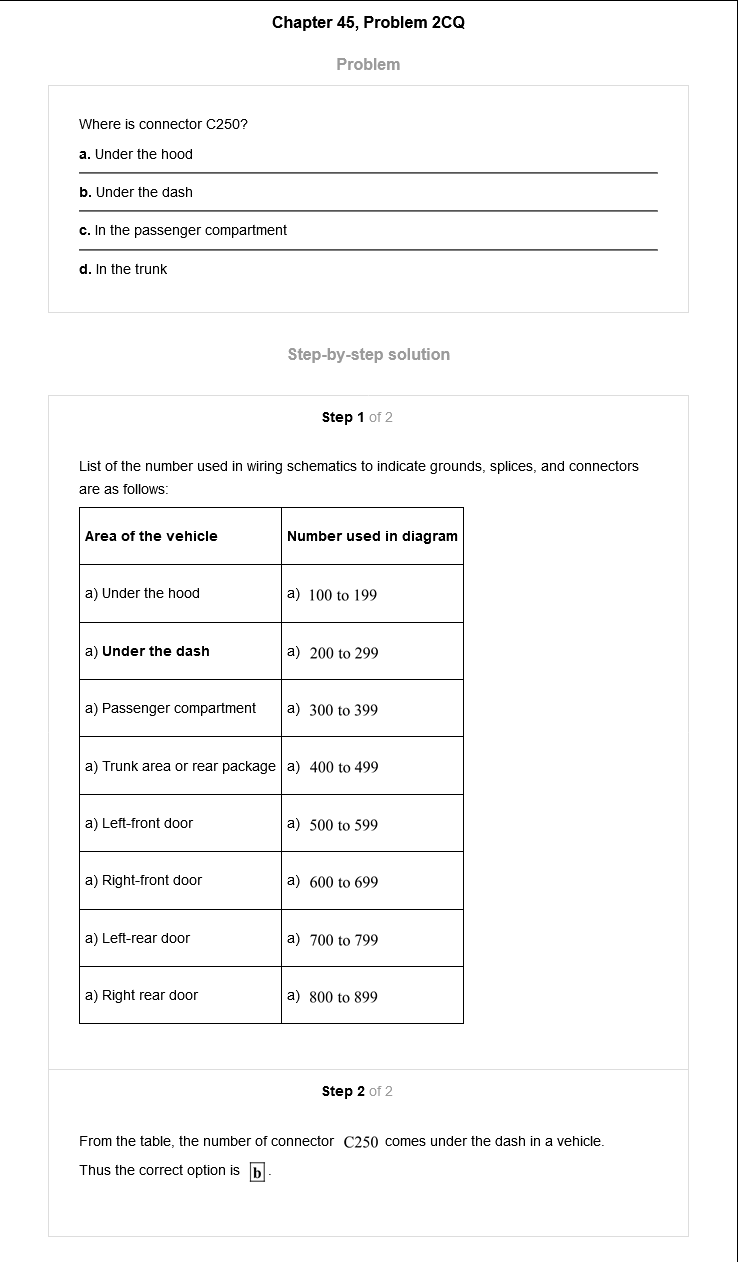 Chapter 45, Problem 2CQ
Problem
Where is connector C250?
a. Under the hood
b. Under the dash
c. In the passenger compartment
d. In the trunk
Step-by-step solution
Step 1 of 2
List of the number used in wiring schematics to indicate grounds, splices, and connectors
are as follows:
Area of the vehicle Number used in diagram
a) Under the hood a) 100 to 199
a) Under the dash a) 200 to 299
a) Passenger compartment a) 300 to 399
a) Trunk area or rear package a) 400 to 499
a) Left-front door a) 500 to 599
a) Right-front door a) 600 to 699
a) Left-rear door a) 700 to 799
a) Right rear door a) 800 to 899
Step 2 of 2
From the table, the number of connector C250 comes under the dash in a vehicle.
Thus the correct option is b.